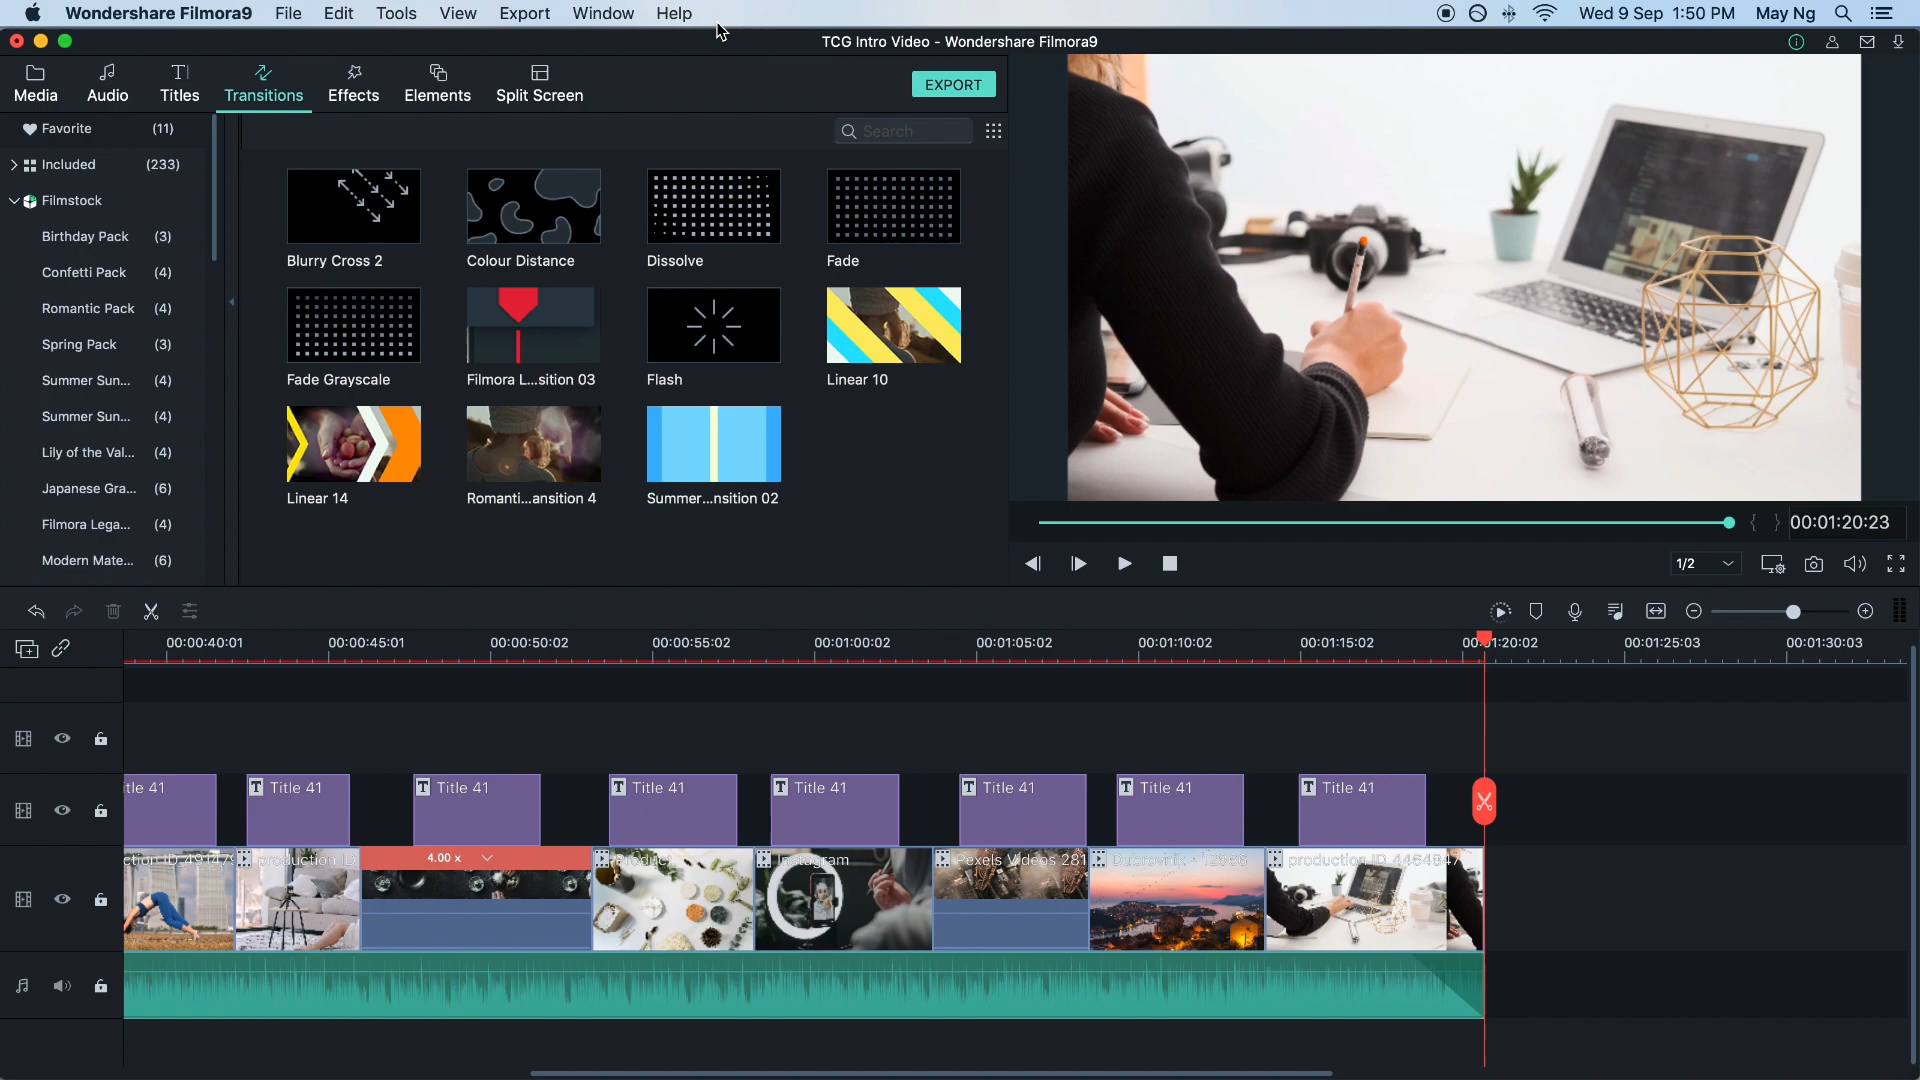 Wondershare Filmora9 File Edit Tools View Export Window Help
Wed 9 Sep 1:50 PM May Ng
TCG Intro Video - Wondershare Filmora9
Media Audio Titles Transitions Effects Elements Split Screen
EXPORT
Favorite (11)
Search
Included (233)
Filmstock
Birthday Pack (3)
Confetti Pack (4)
Romantic Pack (4)
Spring Pack (3)
Summer Sun... (4)
Summer Sun... (4)
Lily of the Val... (4)
Japanese Gra... (6)
Filmora Lega... (4)
Modern Mate... (6)
Blurry Cross 2
Colour Distance
Dissolve
Fade
Fade Grayscale
Filmora L...sition 03
Flash
Linear 10
Linear 14
Romanti...ansition 4
Summer...nsition 02
00:01:20:23
1/2
00:00:40:01 00:00:45:01 00:00:50:02 00:00:55:02 00:01:00:02 00:01:05:02 00:01:10:02 00:01:15:02 00:01:20:02 00:01:25:03 00:01:30:03
itle 41
T Title 41
T Title 41
T Title 41
T Title 41
T Title 41
T Title 41
T Title 41
production ID
4.00 x
Product
Instagram
Pexels Videos 281
production ID_4464847